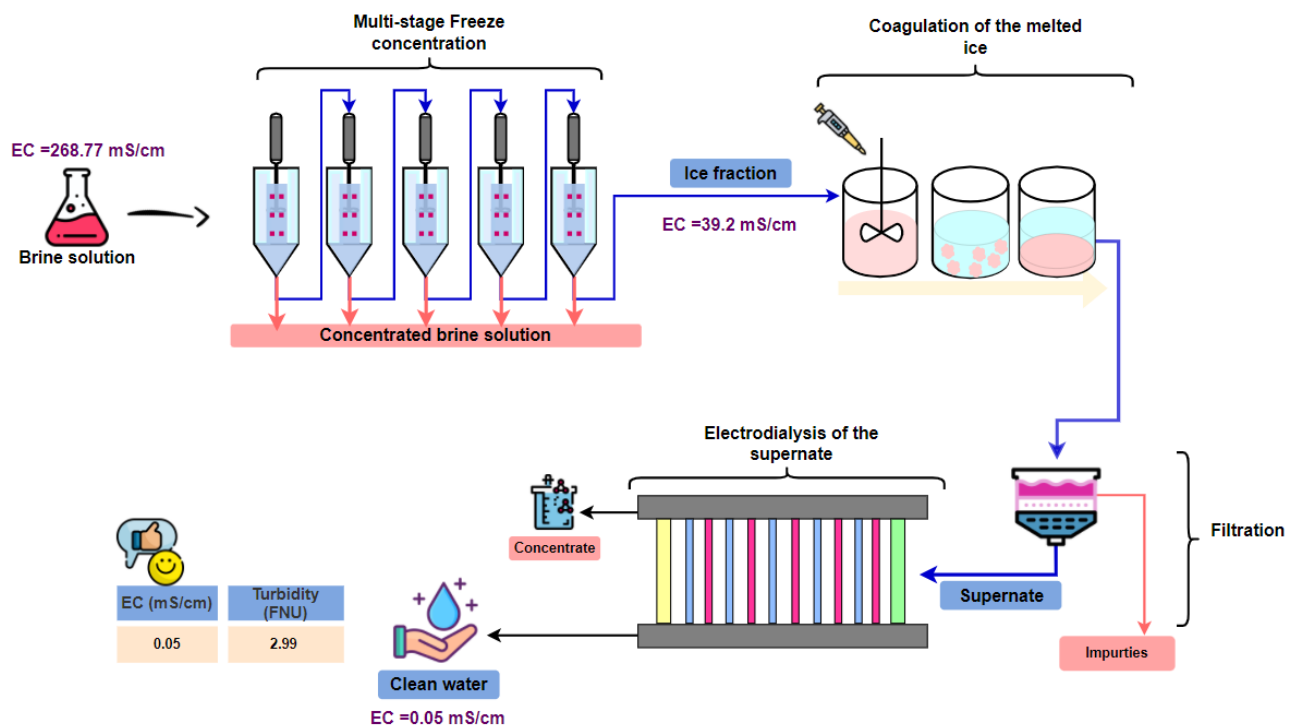 Multi-stage Freeze
concentration
Coagulation of the melted
ice
EC =268.77 mS/cm
Brine solution
Ice fraction
EC =39.2 mS/cm
Concentrated brine solution
Electrodialysis of the
supernate
Concentrate
Filtration
Supernate
Impurties
EC (mS/cm)
Turbidity
(FNU)
0.05
2.99
Clean water
EC =0.05 mS/cm